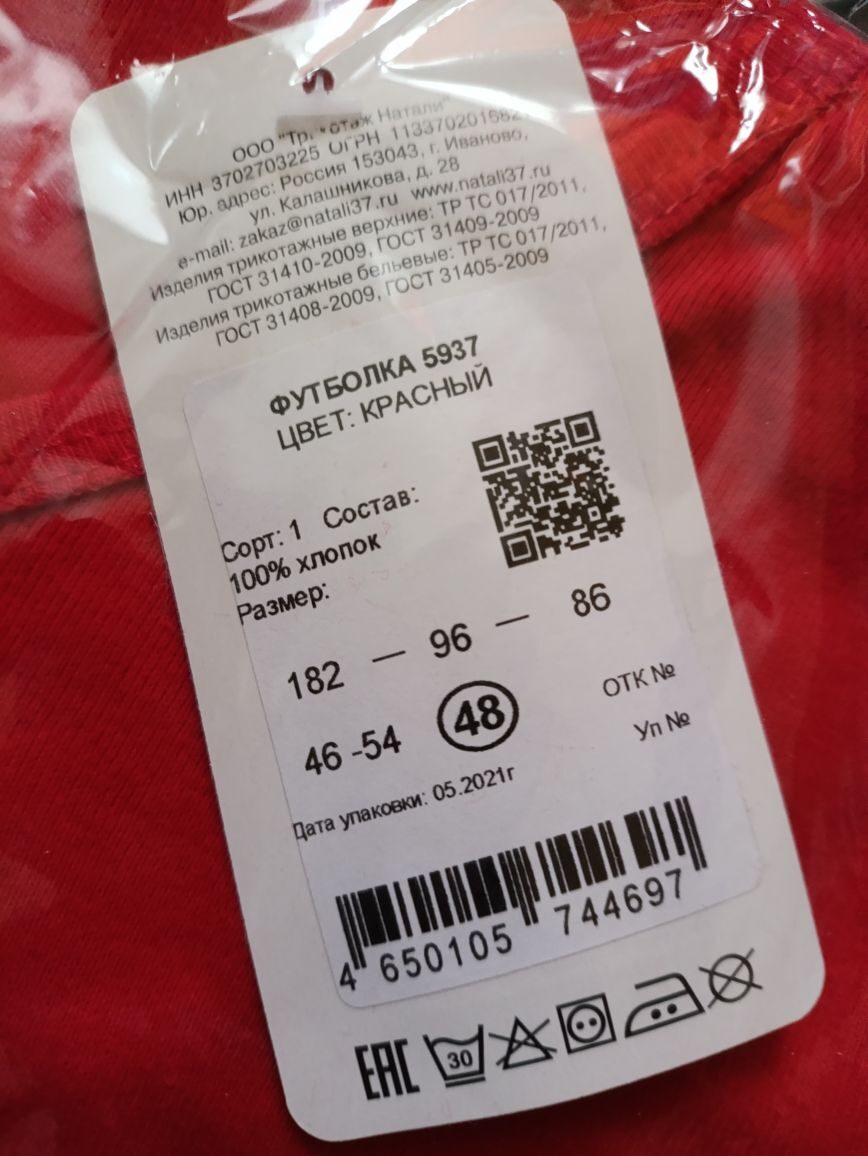 ООО "Трикотаж Натали"
ИНН 3702703225 ОГРН
Юр. адрес: Россия 153043, г. Иваново,
ул. Калашникова, д. 28
e-mail: zakaz@natali37.ru www.natali37.ru
Изделия трикотажные верхние: ТР ТС 017/2011,
ГОСТ 31410-2009, ГОСТ 31409-2009
Изделия трикотажные бельевые: ТР ТС 017/2011,
ГОСТ 31408-2009, ГОСТ 31405-2009
ФУТБОЛКА 5937
ЦВЕТ: КРАСНЫЙ
Сорт: 1 Состав:
100% хлопок
Размер:
182 — 96 — 86
46 -54 48 ОТК №
Уп №
Дата упаковки: 05.2021г
4 650105 744697
EAC 30